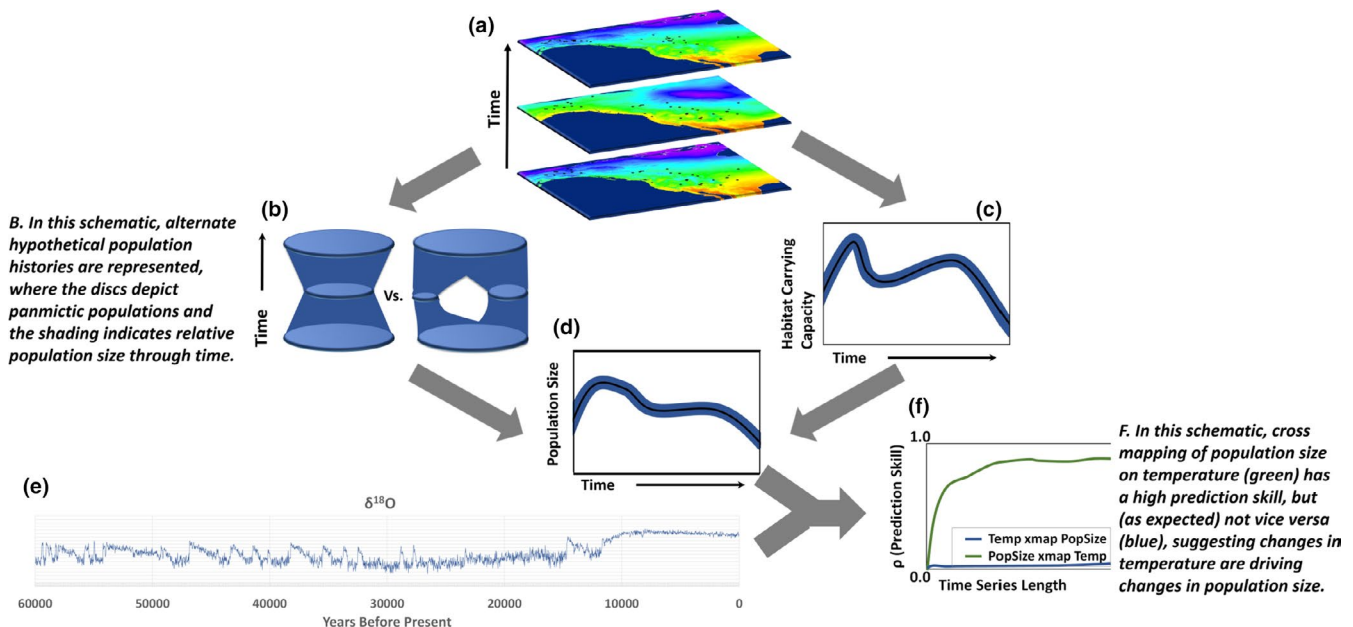 (a)
Time
B. In this schematic, alternate
hypothetical population
histories are represented,
where the discs depict
panmictic populations and
the shading indicates relative
population size through time.
(b)
Time
Vs.
(c)
Habitat Carrying
Capacity
Time
(d)
Population Size
Time
(e)
δ18O
60000 50000 40000 30000 20000 10000 0
Years Before Present
(f)
1.0
ρ (Prediction Skill)
Temp xmap PopSize
PopSize xmap Temp
0.0
Time Series Length
F. In this schematic, cross
mapping of population size
on temperature (green) has
a high prediction skill, but
(as expected) not vice versa
(blue), suggesting changes in
temperature are driving
changes in population size.